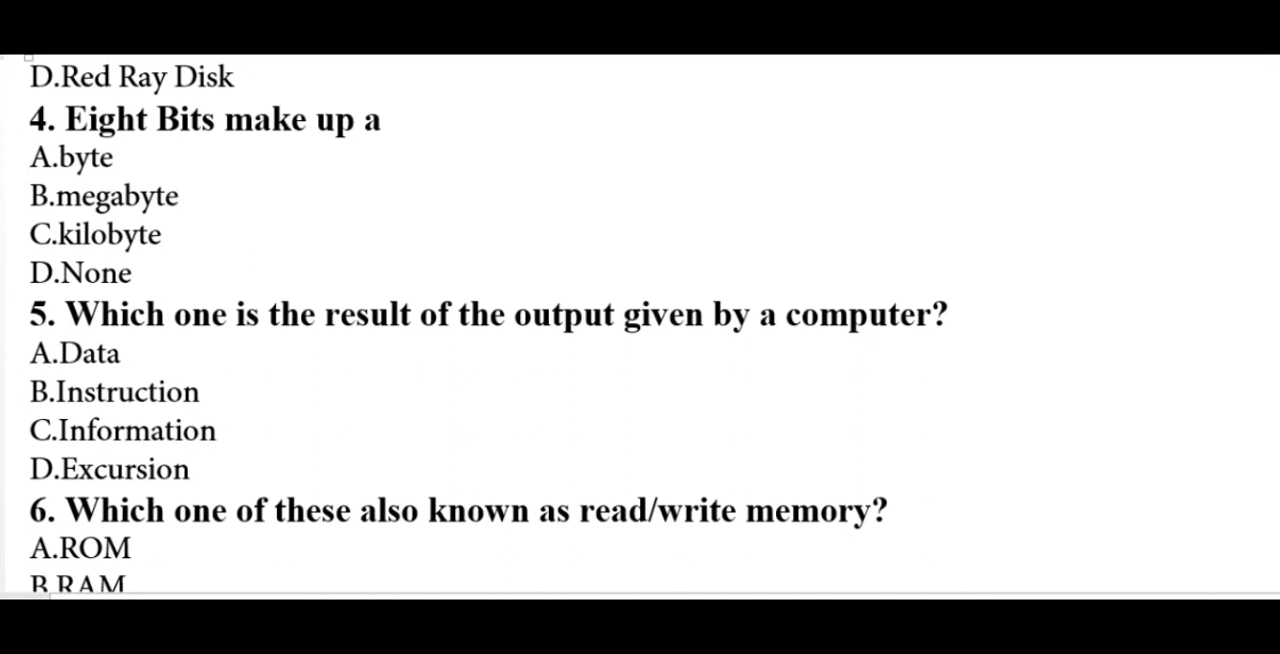 D.Red Ray Disk
4. Eight Bits make up a
A.byte
B.megabyte
C.kilobyte
D.None
5. Which one is the result of the output given by a computer?
A.Data
B.Instruction
C.Information
D.Excursion
6. Which one of these also known as read/write memory?
A.ROM
B.RAM